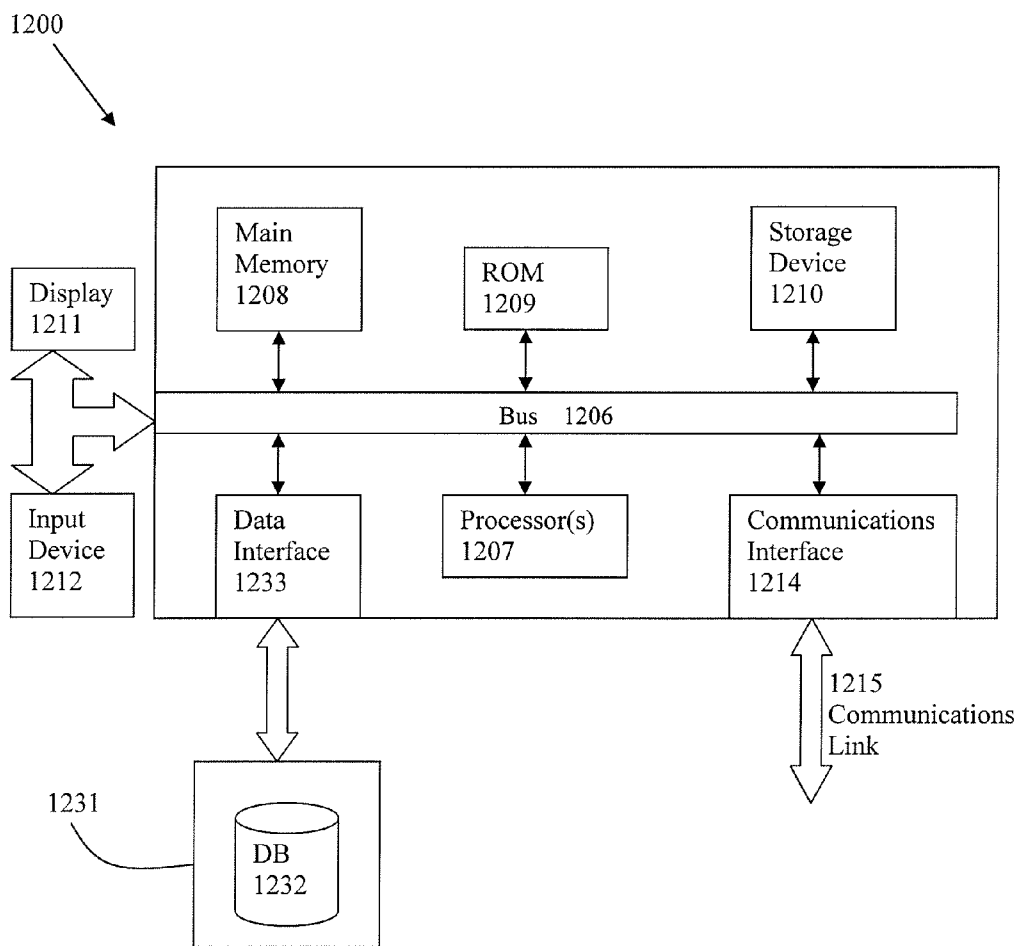 1200
Main
Memory
1208
ROM
1209
Storage
Device
1210
Display
1211
Bus 1206
Input
Device
1212
Data
Interface
1233
Processor(s)
1207
Communications
Interface
1214
1215
Communications
Link
1231
DB
1232